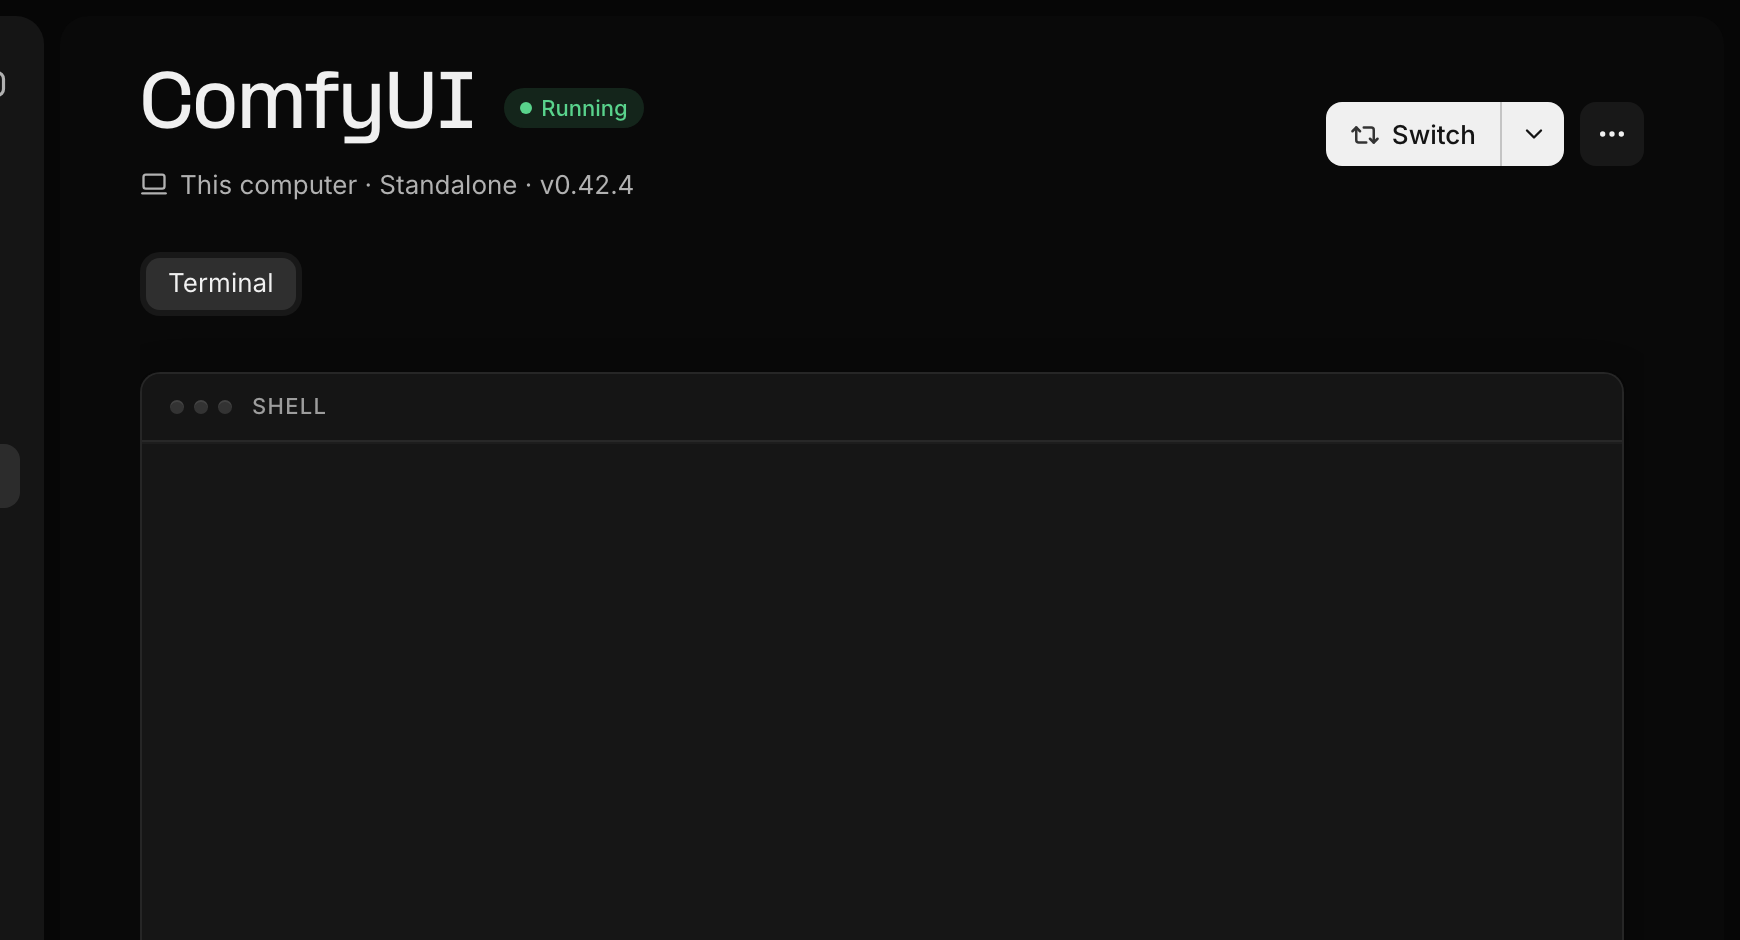 ComfyUI
Running
Switch
This computer · Standalone · v0.42.4
Terminal
SHELL